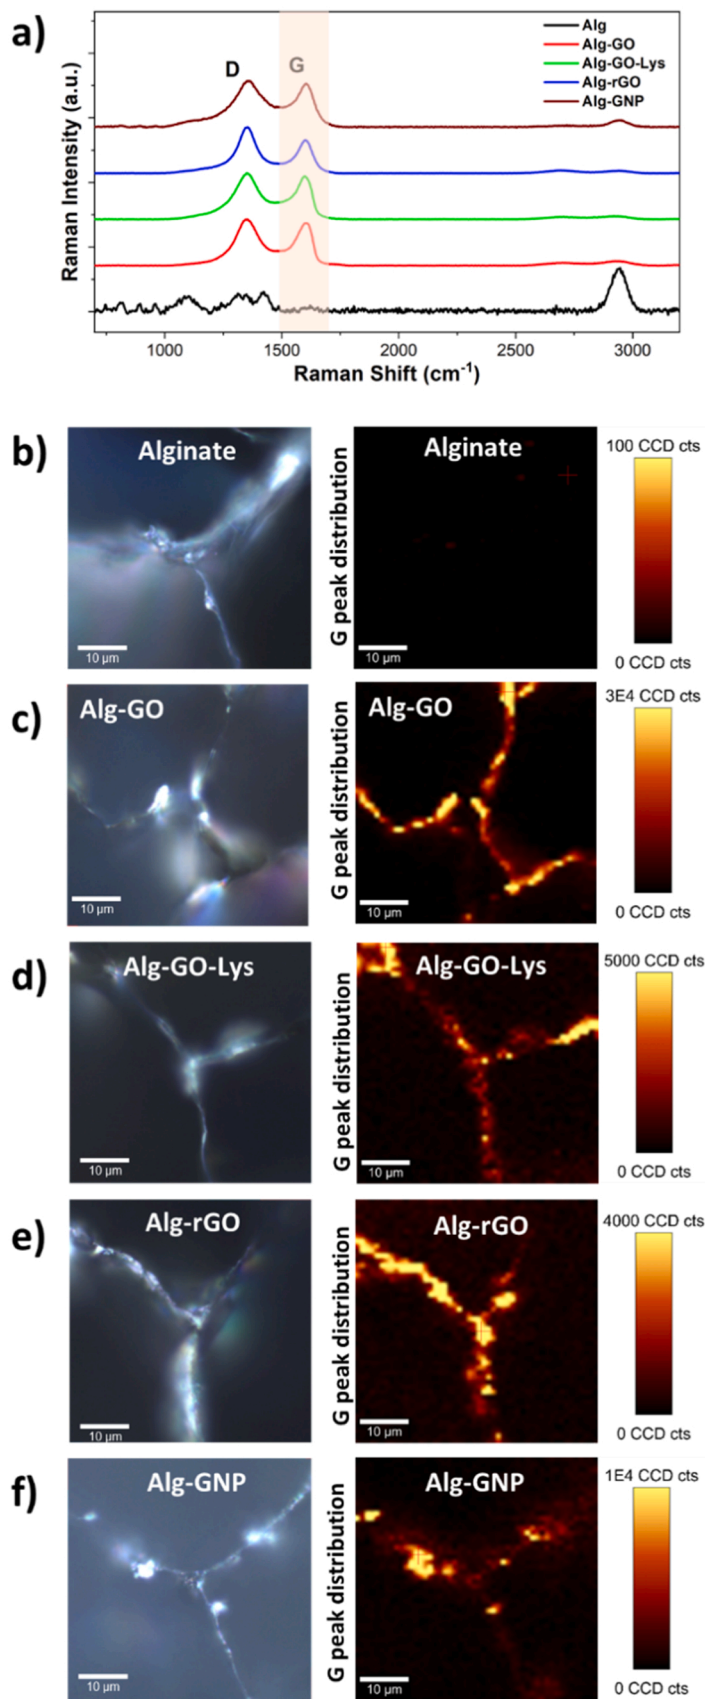 a)
Alg
Alg-GO
Alg-GO-Lys
Alg-rGO
Alg-GNP
D
G
Raman Intensity (a.u.)
1000
1500
2000
2500
3000
Raman Shift (cm⁻¹)
b)
Alginate
10 µm
G peak distribution
Alginate
10 µm
100 CCD cts
0 CCD cts
c)
Alg-GO
10 µm
G peak distribution
Alg-GO
10 µm
3E4 CCD cts
0 CCD cts
d)
Alg-GO-Lys
10 µm
G peak distribution
Alg-GO-Lys
10 µm
5000 CCD cts
0 CCD cts
e)
Alg-rGO
10 µm
G peak distribution
Alg-rGO
10 µm
4000 CCD cts
0 CCD cts
f)
Alg-GNP
10 µm
G peak distribution
Alg-GNP
10 µm
1E4 CCD cts
0 CCD cts